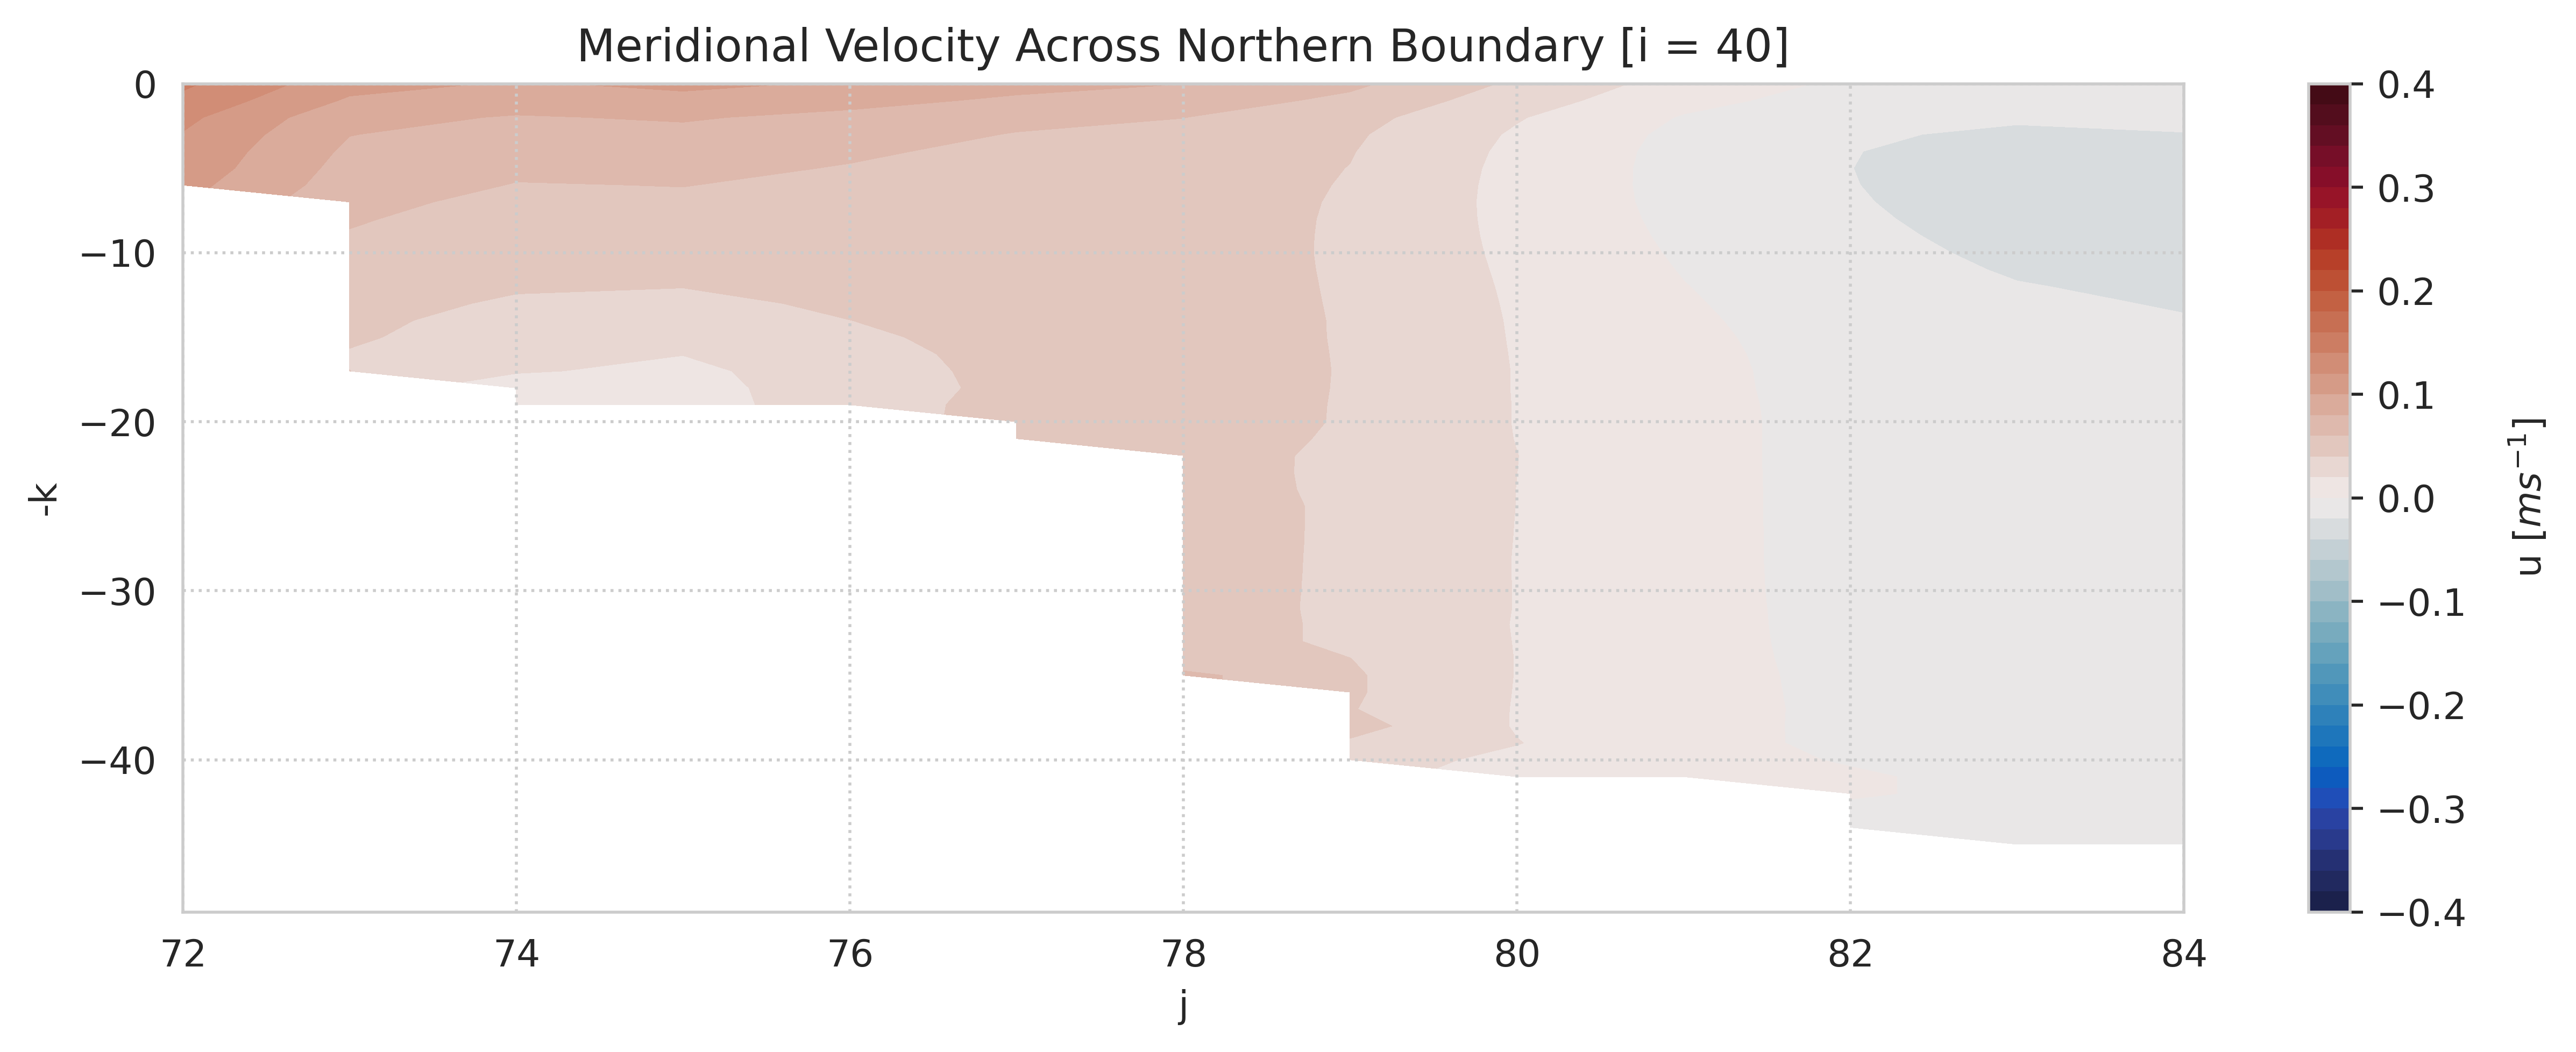 Meridional Velocity Across Northern Boundary [i = 40]
0
−10
−20
−30
−40
-k
72 74 76 78 80 82 84
j
0.4
0.3
0.2
0.1
0.0
−0.1
−0.2
−0.3
−0.4
u [ms⁻¹]